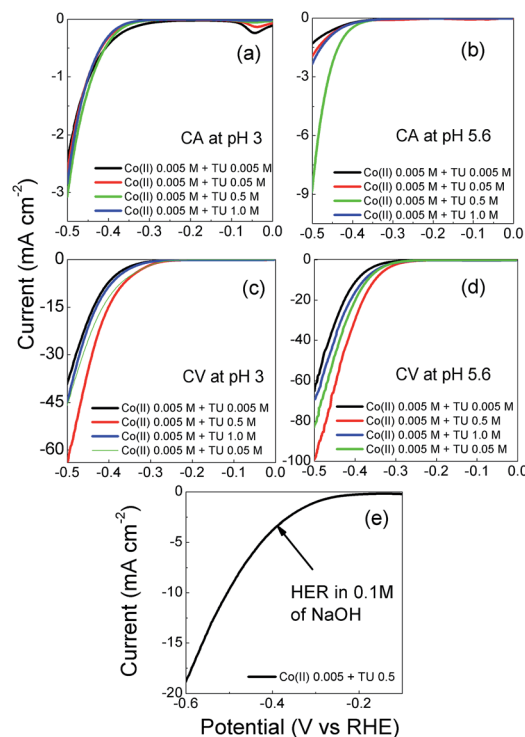 0
-1
-2
-3
-0.5 -0.4 -0.3 -0.2 -0.1 0.0
(a)
CA at pH 3
Co(II) 0.005 M + TU 0.005 M
Co(II) 0.005 M + TU 0.05 M
Co(II) 0.005 M + TU 0.5 M
Co(II) 0.005 M + TU 1.0 M
0
-3
-6
-9
-0.5 -0.4 -0.3 -0.2 -0.1 0.0
(b)
CA at pH 5.6
Co(II) 0.005 M + TU 0.005 M
Co(II) 0.005 M + TU 0.05 M
Co(II) 0.005 M + TU 0.5 M
Co(II) 0.005 M + TU 1.0 M
Current (mA cm⁻²)
0
-15
-30
-45
-60
-0.5 -0.4 -0.3 -0.2 -0.1 0.0
(c)
CV at pH 3
Co(II) 0.005 M + TU 0.005 M
Co(II) 0.005 M + TU 0.5 M
Co(II) 0.005 M + TU 1.0 M
Co(II) 0.005 M + TU 0.05 M
0
-20
-40
-60
-80
-100
-0.5 -0.4 -0.3 -0.2 -0.1 0.0
(d)
CV at pH 5.6
Co(II) 0.005 M + TU 0.005 M
Co(II) 0.005 M + TU 0.5 M
Co(II) 0.005 M + TU 1.0 M
Co(II) 0.005 M + TU 0.05 M
Current (mA cm⁻²)
0
-5
-10
-15
-20
-0.6 -0.4 -0.2
(e)
HER in 0.1M
of NaOH
Co(II) 0.005 + TU 0.5
Potential (V vs RHE)